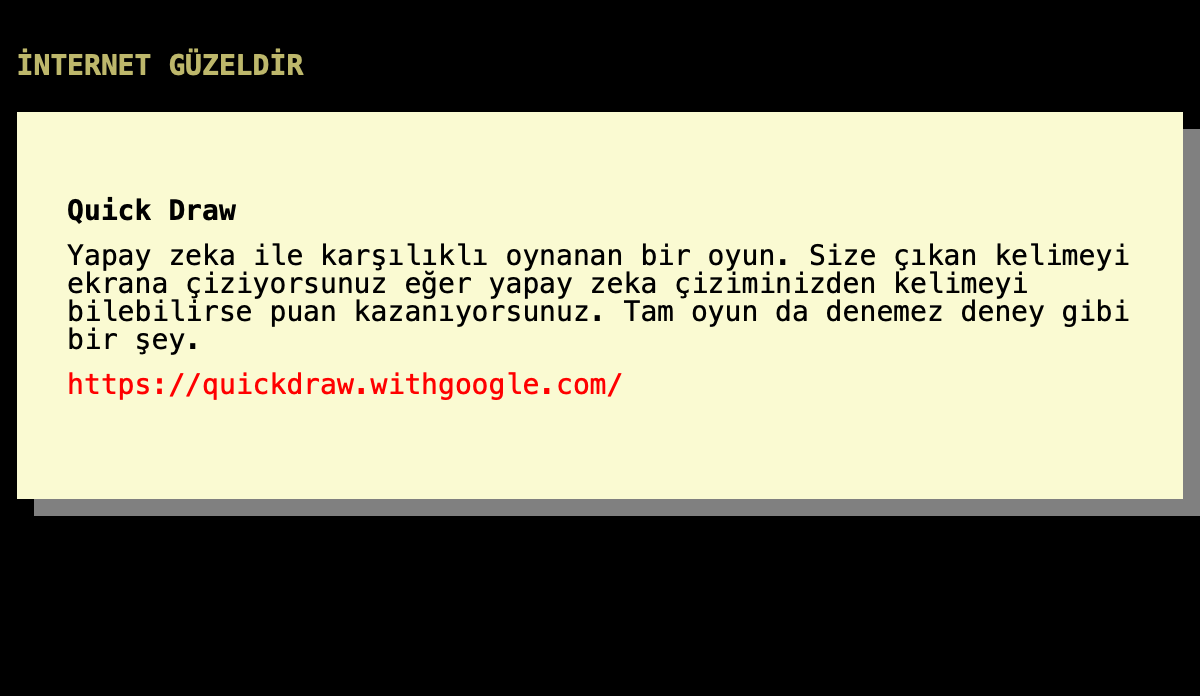 İNTERNET GÜZELDİR
Quick Draw
Yapay zeka ile karşılıklı oynanan bir oyun. Size çıkan kelimeyi
ekrana çiziyorsunuz eğer yapay zeka çiziminizden kelimeyi
bilebilirse puan kazanıyorsunuz. Tam oyun da denemez deney gibi
bir şey.
https://quickdraw.withgoogle.com/